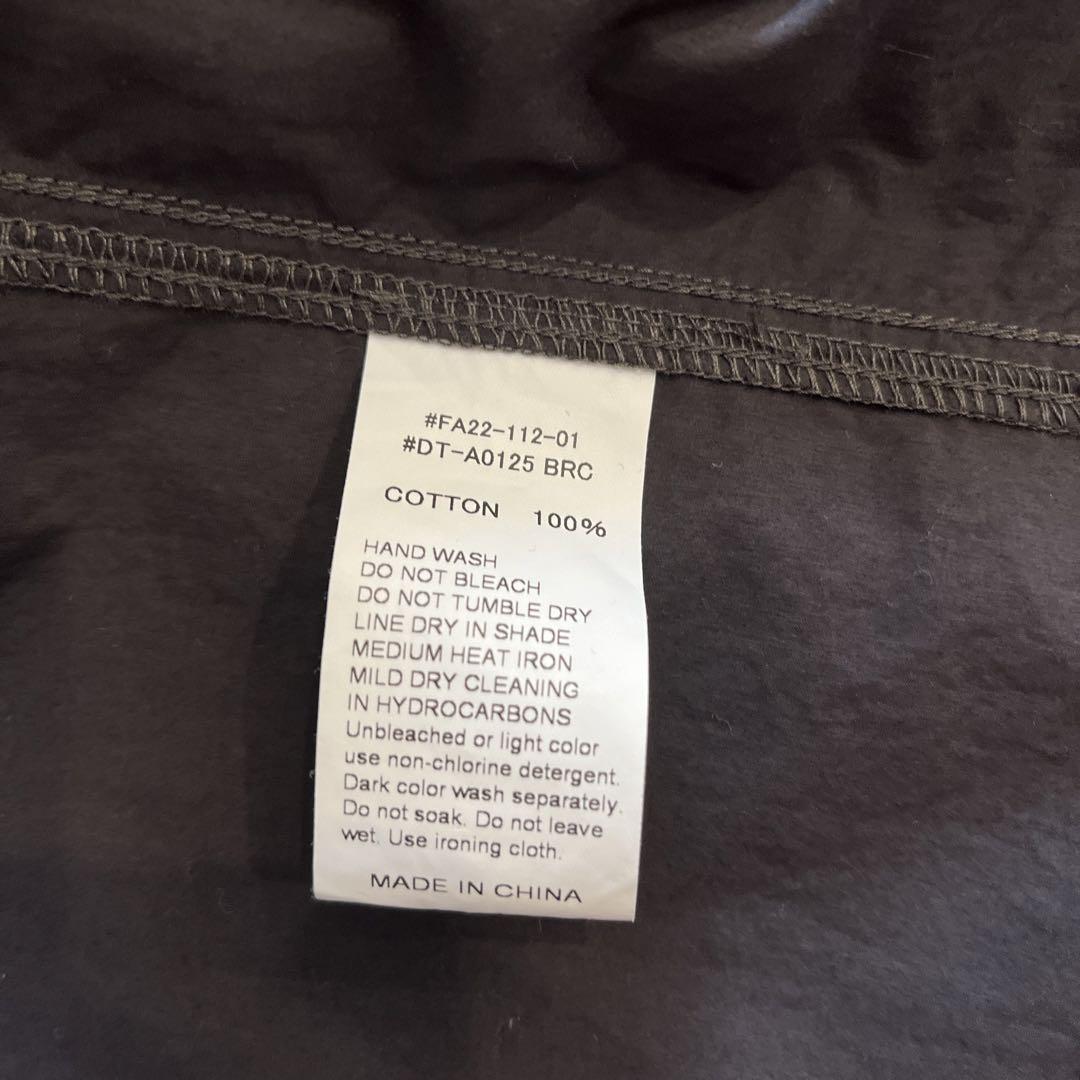 #FA22-112-01
#DT-A0125 BRC
COTTON 100%
HAND WASH
DO NOT BLEACH
DO NOT TUMBLE DRY
LINE DRY IN SHADE
MEDIUM HEAT IRON
MILD DRY CLEANING
IN HYDROCARBONS
Unbleached or light color
use non-chlorine detergent.
Dark color wash separately.
Do not soak. Do not leave
wet. Use ironing cloth.
MADE IN CHINA